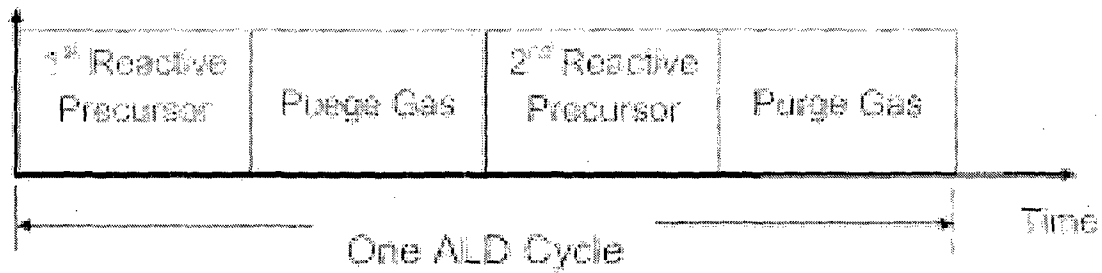 1st Reactive
Precursor
Puege Gas
2nd Reactive
Precursor
Purge Gas
Time
One ALD Cycle